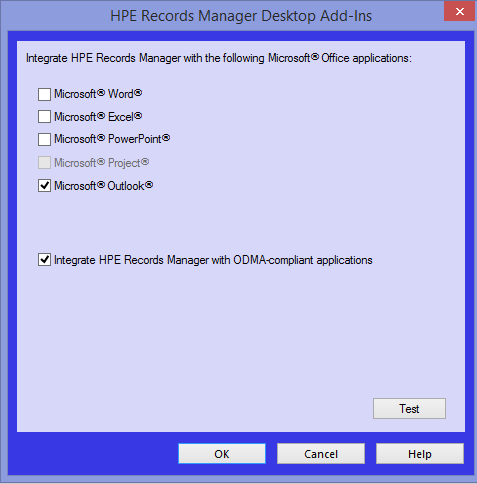 HPE Records Manager Desktop Add-Ins
Integrate HPE Records Manager with the following Microsoft® Office applications:
Microsoft® Word®
Microsoft® Excel®
Microsoft® PowerPoint®
Microsoft® Project®
Microsoft® Outlook®
Integrate HPE Records Manager with ODMA-compliant applications
Test
OK Cancel Help